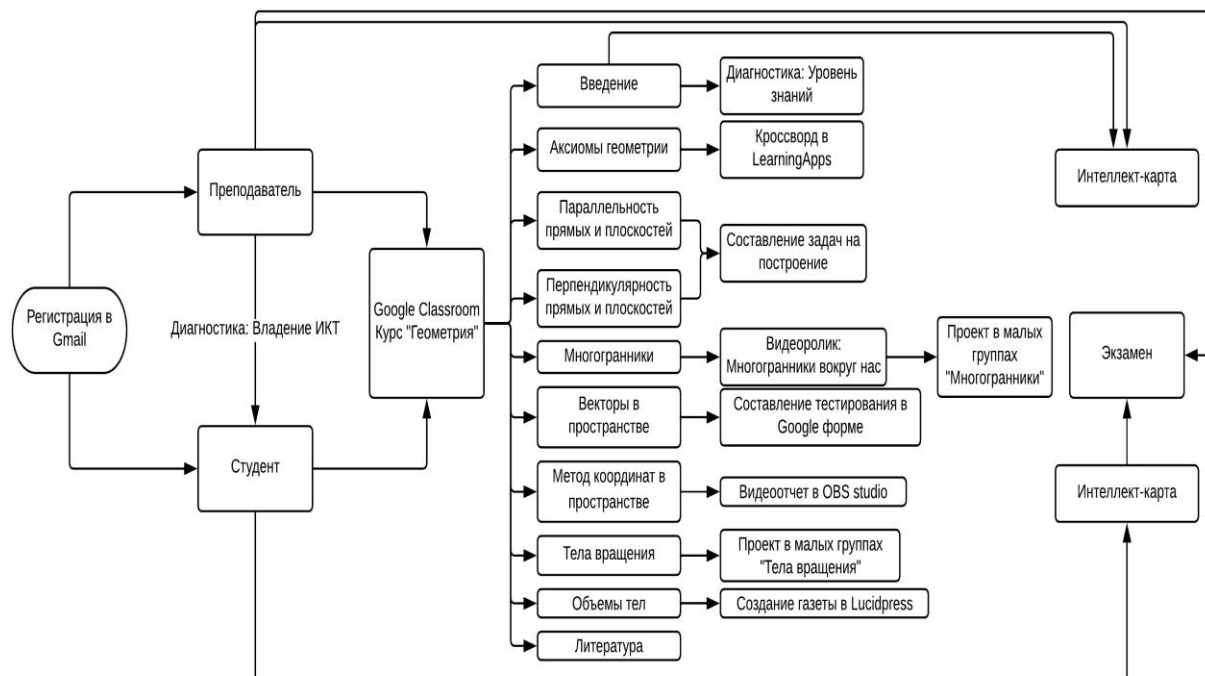 Регистрация в
Gmail
Преподаватель
Диагностика: Владение ИКТ
Студент
Google Classroom
Курс "Геометрия"
Введение
Диагностика: Уровень
знаний
Аксиомы геометрии
Кроссворд в
LearningApps
Параллельность
прямых и плоскостей
Перпендикулярность
прямых и плоскостей
Составление задач на
построение
Многогранники
Видеоролик:
Многогранники вокруг нас
Проект в малых
группах
"Многогранники"
Векторы в
пространстве
Составление тестирования в
Google форме
Метод координат в
пространстве
Видеоотчет в OBS studio
Тела вращения
Проект в малых группах
"Тела вращения"
Объемы тел
Создание газеты в Lucidpress
Литература
Интеллект-карта
Экзамен
Интеллект-карта